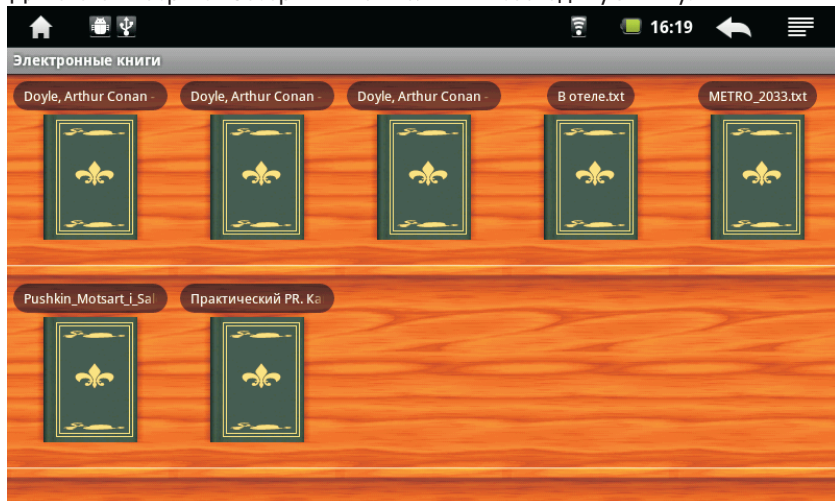 16:19
Электронные книги
Doyle, Arthur Conan -
Doyle, Arthur Conan -
Doyle, Arthur Conan -
В отеле.txt
METRO_2033.txt
Pushkin_Motsart_i_Sal
Практический PR. Ка